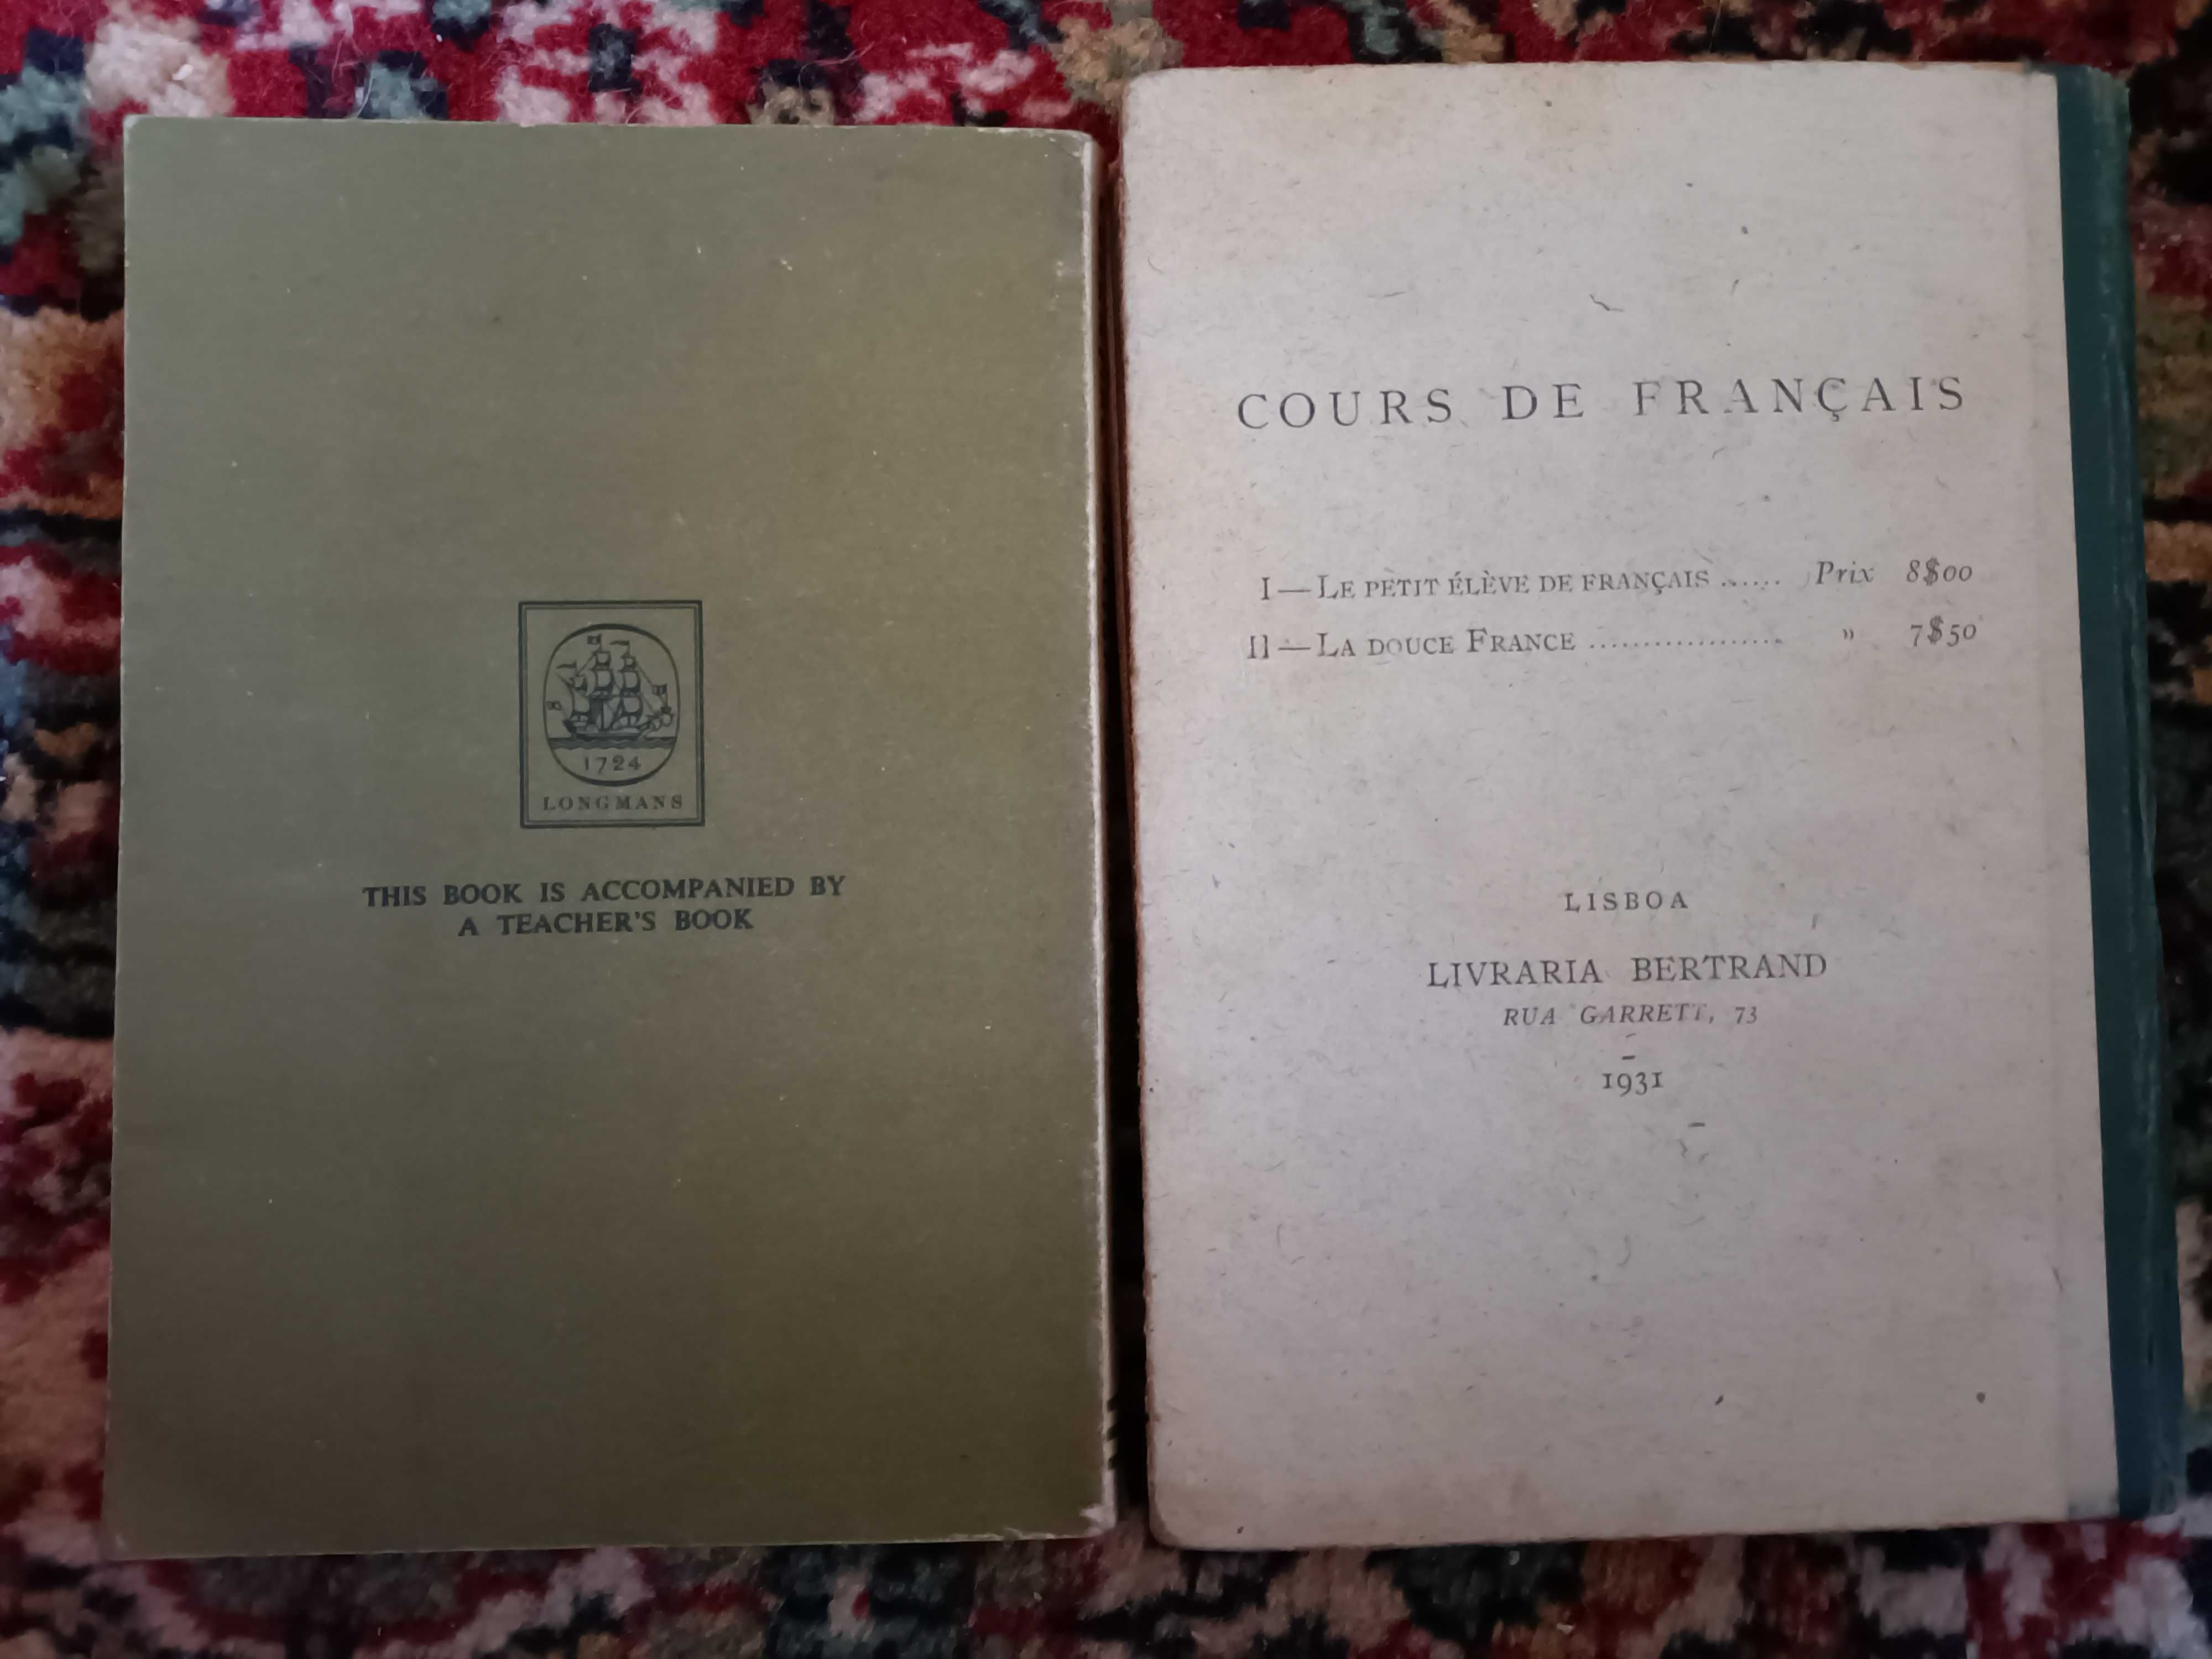 1724
LONGMANS
THIS BOOK IS ACCOMPANIED BY
A TEACHER'S BOOK
COURS DE FRANÇAIS
I — LE PETIT ÉLÈVE DE FRANÇAIS ...... Prix 8$00
II — LA DOUCE FRANCE .................. » 7$50
LISBOA
LIVRARIA BERTRAND
RUA GARRETT, 73
1931